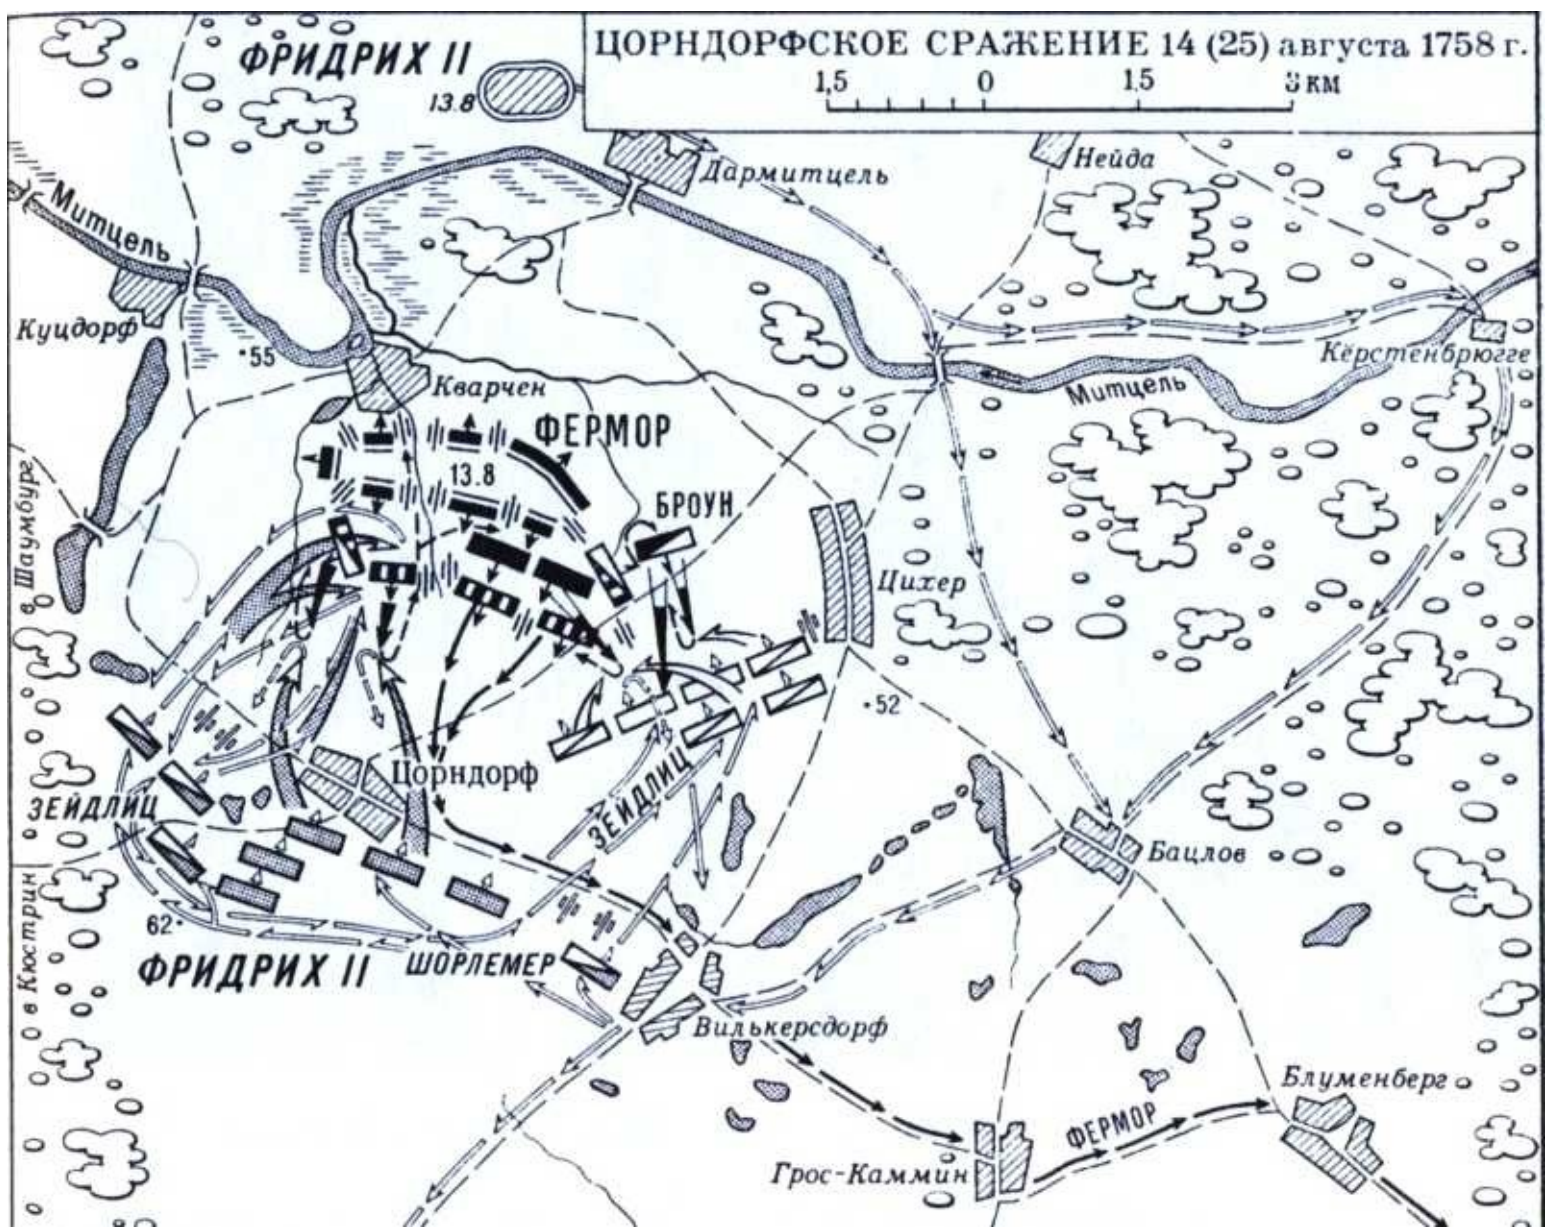 ЦОРНДОРФСКОЕ СРАЖЕНИЕ 14 (25) августа 1758 г.
1,5 0 1.5 3 км
ФРИДРИХ II
13.8
Дармитцель
Нейда
Митцель
Куцдорф
55
Кварчен
Кёрстенбрюгге
Митцель
ФЕРМОР
13.8
БРОУН
в Шаумбург
Цихер
52
Цорндорф
ЗЕЙДЛИЦ
ЗЕЙДЛИЦ
Бацлов
62
ФРИДРИХ II
ШОРЛЕМЕР
в Кюстрин
Вилькерсдорф
Блуменберг
ФЕРМОР
Грос-Каммин